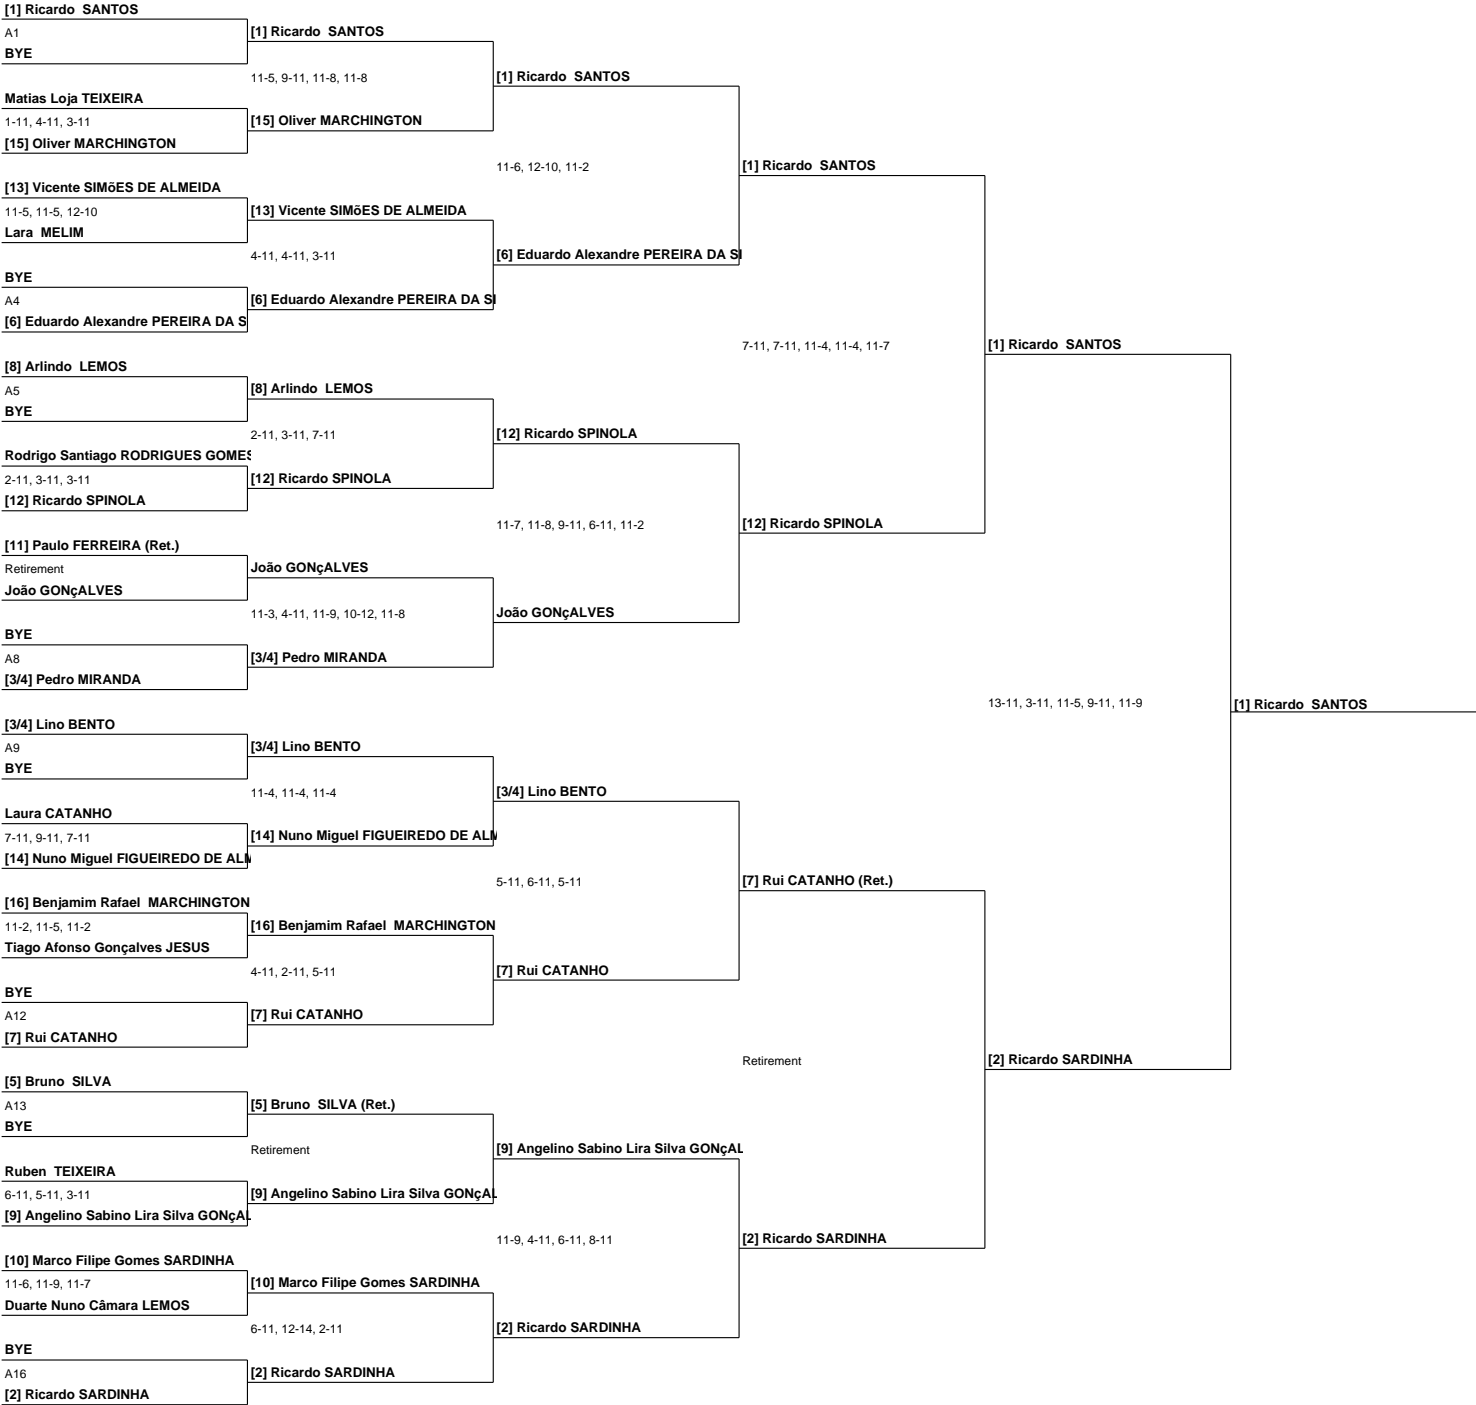 [1] Ricardo  SANTOS
A1
BYE
Matias Loja TEIXEIRA
1-11, 4-11, 3-11
[15] Oliver MARCHINGTON
[13] Vicente SIMõES DE ALMEIDA
11-5, 11-5, 12-10
Lara  MELIM
BYE
A4
[6] Eduardo Alexandre PEREIRA DA S
[8] Arlindo  LEMOS
A5
BYE
Rodrigo Santiago RODRIGUES GOMES
2-11, 3-11, 3-11
[12] Ricardo SPINOLA
[11] Paulo FERREIRA (Ret.)
Retirement
João GONçALVES
BYE
A8
[3/4] Pedro MIRANDA
[3/4] Lino BENTO
A9
BYE
Laura CATANHO
7-11, 9-11, 7-11
[14] Nuno Miguel FIGUEIREDO DE ALM
[16] Benjamim Rafael  MARCHINGTON
11-2, 11-5, 11-2
Tiago Afonso Gonçalves JESUS
BYE
A12
[7] Rui CATANHO
[5] Bruno  SILVA
A13
BYE
Ruben  TEIXEIRA
6-11, 5-11, 3-11
[9] Angelino Sabino Lira Silva GONçAL
[10] Marco Filipe Gomes SARDINHA
11-6, 11-9, 11-7
Duarte Nuno Câmara LEMOS
BYE
A16
[2] Ricardo SARDINHA
[1] Ricardo  SANTOS
11-5, 9-11, 11-8, 11-8
[15] Oliver MARCHINGTON
[13] Vicente SIMõES DE ALMEIDA
4-11, 4-11, 3-11
[6] Eduardo Alexandre PEREIRA DA SI
[8] Arlindo  LEMOS
2-11, 3-11, 7-11
[12] Ricardo SPINOLA
João GONçALVES
11-3, 4-11, 11-9, 10-12, 11-8
[3/4] Pedro MIRANDA
[3/4] Lino BENTO
11-4, 11-4, 11-4
[14] Nuno Miguel FIGUEIREDO DE ALM
[16] Benjamim Rafael  MARCHINGTON
4-11, 2-11, 5-11
[7] Rui CATANHO
[5] Bruno  SILVA (Ret.)
Retirement
[9] Angelino Sabino Lira Silva GONçAL
[10] Marco Filipe Gomes SARDINHA
6-11, 12-14, 2-11
[2] Ricardo SARDINHA
[1] Ricardo  SANTOS
11-6, 12-10, 11-2
[6] Eduardo Alexandre PEREIRA DA SI
[12] Ricardo SPINOLA
11-7, 11-8, 9-11, 6-11, 11-2
João GONçALVES
[3/4] Lino BENTO
5-11, 6-11, 5-11
[7] Rui CATANHO
[9] Angelino Sabino Lira Silva GONçAL
11-9, 4-11, 6-11, 8-11
[2] Ricardo SARDINHA
[1] Ricardo  SANTOS
7-11, 7-11, 11-4, 11-4, 11-7
[12] Ricardo SPINOLA
[7] Rui CATANHO (Ret.)
Retirement
[2] Ricardo SARDINHA
[1] Ricardo  SANTOS
13-11, 3-11, 11-5, 9-11, 11-9
[2] Ricardo SARDINHA
[1] Ricardo  SANTOS